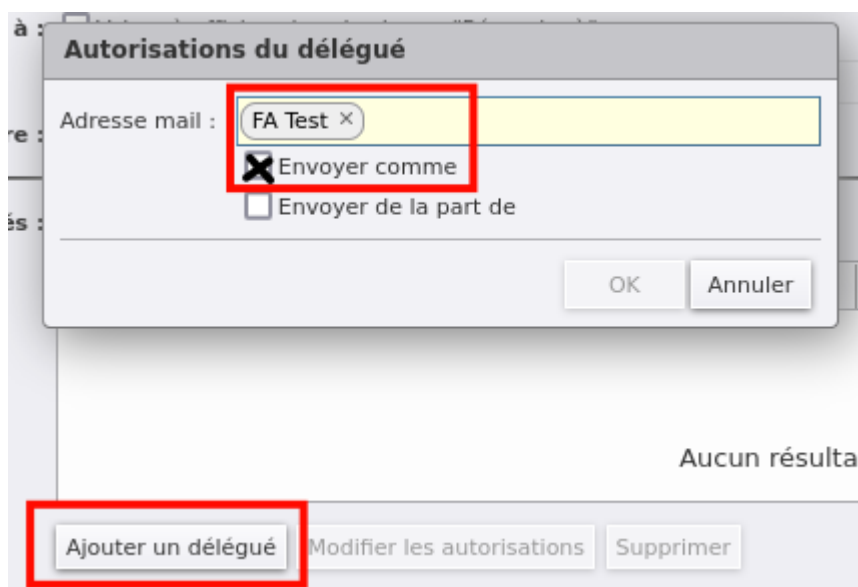 à :
Autorisations du délégué
Adresse mail : FA Test ×
re :
Envoyer comme
Envoyer de la part de
és :
OK Annuler
Aucun résulta
Ajouter un délégué Modifier les autorisations Supprimer